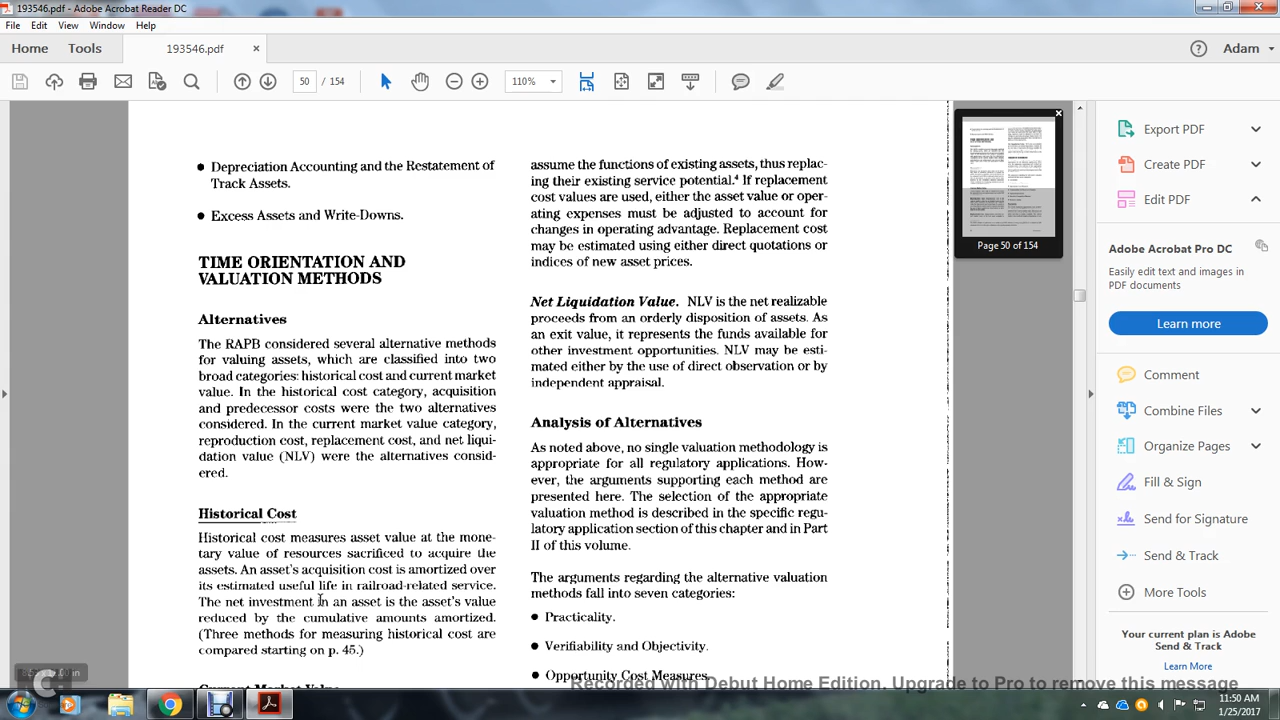 193546.pdf - Adobe Acrobat Reader DC
File Edit View Window Help
Home Tools 193546.pdf × Adam
50 / 154 110%
● Depreciation Accounting and the Restatement of
Track Assets.
● Excess Assets and Write-Downs.
TIME ORIENTATION AND
VALUATION METHODS
Alternatives
The RAPB considered several alternative methods
for valuing assets, which are classified into two
broad categories: historical cost and current market
value. In the historical cost category, acquisition
and predecessor costs were the two alternatives
considered. In the current market value category,
reproduction cost, replacement cost, and net liqui-
dation value (NLV) were the alternatives consid-
ered.
Historical Cost
Historical cost measures asset value at the mone-
tary value of resources sacrificed to acquire the
assets. An asset's acquisition cost is amortized over
its estimated useful life in railroad-related service.
The net investment in an asset is the asset's value
reduced by the cumulative amounts amortized.
(Three methods for measuring historical cost are
compared starting on p. 45.)
Current Market Value
assume the functions of existing assets, thus replac-
ing their existing service potential.4 If replacement
cost values are used, either the asset value or oper-
ating expenses must be adjusted to account for
changes in operating advantage. Replacement cost
may be estimated using either direct quotations or
indices of new asset prices.
Net Liquidation Value. NLV is the net realizable
proceeds from an orderly disposition of assets. As
an exit value, it represents the funds available for
other investment opportunities. NLV may be esti-
mated either by the use of direct observation or by
independent appraisal.
Analysis of Alternatives
As noted above, no single valuation methodology is
appropriate for all regulatory applications. How-
ever, the arguments supporting each method are
presented here. The selection of the appropriate
valuation method is described in the specific regu-
latory application section of this chapter and in Part
II of this volume.
The arguments regarding the alternative valuation
methods fall into seven categories:
● Practicality.
● Verifiability and Objectivity.
● Opportunity Cost Measures.
Page 50 of 154
Export PDF
Create PDF
Edit PDF
Adobe Acrobat Pro DC
Easily edit text and images in
PDF documents
Learn more
Comment
Combine Files
Organize Pages
Fill & Sign
Send for Signature
Send & Track
More Tools
Your current plan is Adobe
Send & Track
Learn More
Recorded with Debut Home Edition. Upgrade to Pro to remove this message
11:50 AM
1/25/2017